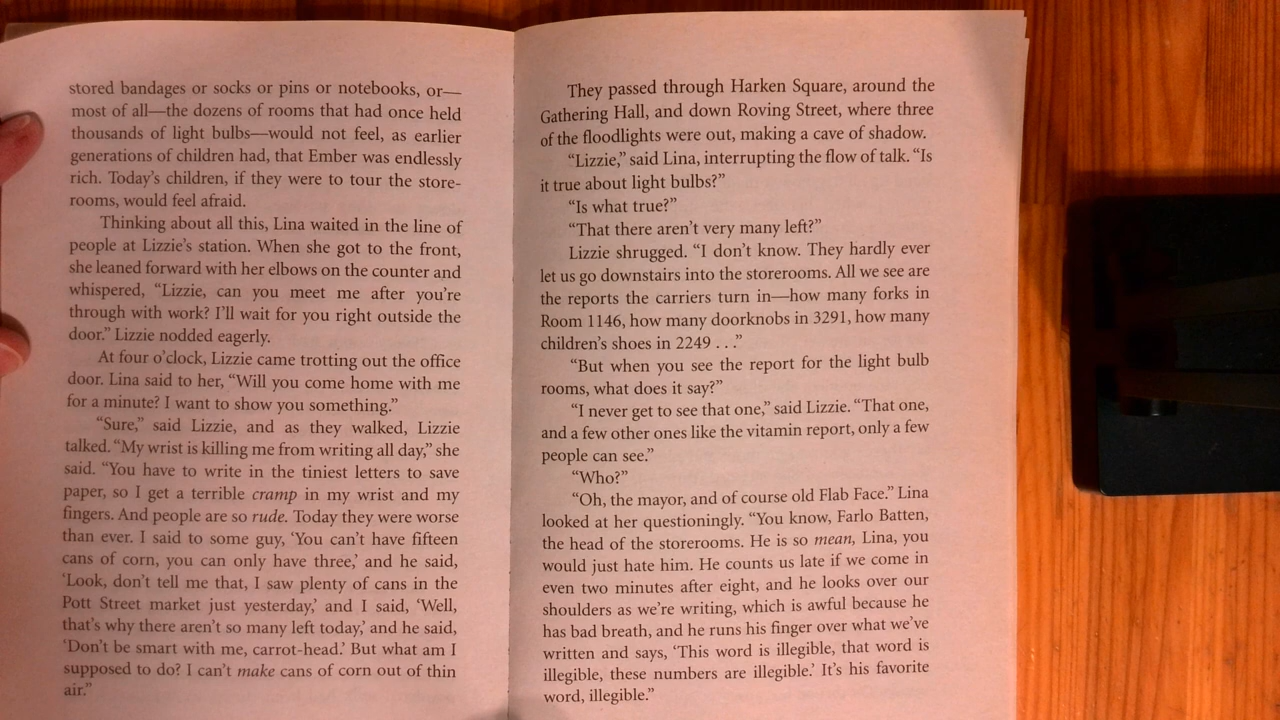 stored bandages or socks or pins or notebooks, or—
most of all—the dozens of rooms that had once held
thousands of light bulbs—would not feel, as earlier
generations of children had, that Ember was endlessly
rich. Today’s children, if they were to tour the store-
rooms, would feel afraid.
Thinking about all this, Lina waited in the line of
people at Lizzie’s station. When she got to the front,
she leaned forward with her elbows on the counter and
whispered, “Lizzie, can you meet me after you’re
through with work? I’ll wait for you right outside the
door.” Lizzie nodded eagerly.
At four o’clock, Lizzie came trotting out the office
door. Lina said to her, “Will you come home with me
for a minute? I want to show you something.”
“Sure,” said Lizzie, and as they walked, Lizzie
talked. “My wrist is killing me from writing all day,” she
said. “You have to write in the tiniest letters to save
paper, so I get a terrible cramp in my wrist and my
fingers. And people are so rude. Today they were worse
than ever. I said to some guy, ‘You can’t have fifteen
cans of corn, you can only have three,’ and he said,
‘Look, don’t tell me that, I saw plenty of cans in the
Pott Street market just yesterday,’ and I said, ‘Well,
that’s why there aren’t so many left today,’ and he said,
‘Don’t be smart with me, carrot-head.’ But what am I
supposed to do? I can’t make cans of corn out of thin
air.”
They passed through Harken Square, around the
Gathering Hall, and down Roving Street, where three
of the floodlights were out, making a cave of shadow.
“Lizzie,” said Lina, interrupting the flow of talk. “Is
it true about light bulbs?”
“Is what true?”
“That there aren’t very many left?”
Lizzie shrugged. “I don’t know. They hardly ever
let us go downstairs into the storerooms. All we see are
the reports the carriers turn in—how many forks in
Room 1146, how many doorknobs in 3291, how many
children’s shoes in 2249 . . .”
“But when you see the report for the light bulb
rooms, what does it say?”
“I never get to see that one,” said Lizzie. “That one,
and a few other ones like the vitamin report, only a few
people can see.”
“Who?”
“Oh, the mayor, and of course old Flab Face.” Lina
looked at her questioningly. “You know, Farlo Batten,
the head of the storerooms. He is so mean, Lina, you
would just hate him. He counts us late if we come in
even two minutes after eight, and he looks over our
shoulders as we’re writing, which is awful because he
has bad breath, and he runs his finger over what we’ve
written and says, ‘This word is illegible, that word is
illegible, these numbers are illegible.’ It’s his favorite
word, illegible.”